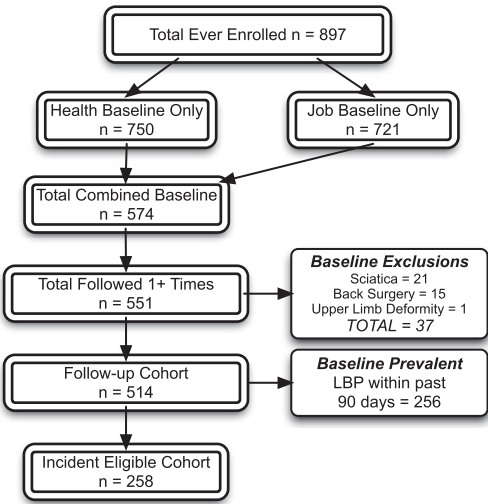 Total Ever Enrolled n = 897
Health Baseline Only
n = 750
Job Baseline Only
n = 721
Total Combined Baseline
n = 574
Total Followed 1+ Times
n = 551
Baseline Exclusions
Sciatica = 21
Back Surgery = 15
Upper Limb Deformity = 1
TOTAL = 37
Follow-up Cohort
n = 514
Baseline Prevalent
LBP within past
90 days = 256
Incident Eligible Cohort
n = 258